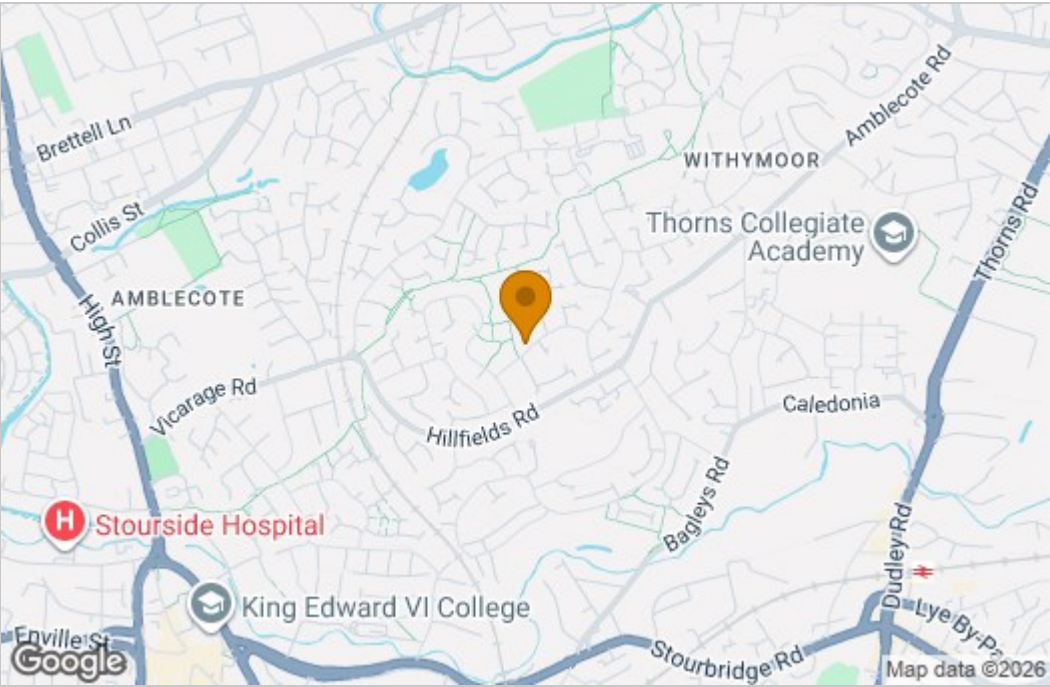 Brettell Ln
Amblecote Rd
WITHYMOOR
Collis St
Thorns Collegiate
Academy
Thorns Rd
AMBLECOTE
High St
Vicarage Rd
Caledonia
Hillfields Rd
Bagleys Rd
H
Stourside Hospital
Dudley Rd
King Edward VI College
Lye By-Pa
Enville St
Stourbridge Rd
Google
Map data ©2026